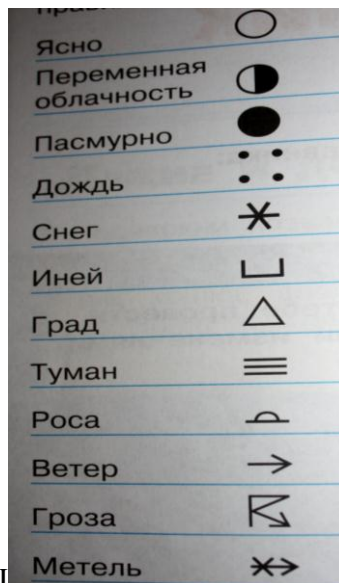 Ясно
Переменная
облачность
Пасмурно
Дождь
Снег
Иней
Град
Туман
Роса
Ветер
Гроза
Метель